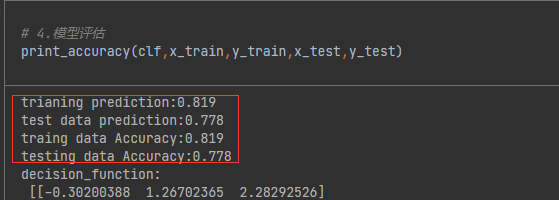 # 4.模型评估
print_accuracy(clf,x_train,y_train,x_test,y_test)
trianing prediction:0.819
test data prediction:0.778
traing data Accuracy:0.819
testing data Accuracy:0.778
decision_function:
[[-0.30200388 1.26702365 2.28292526]